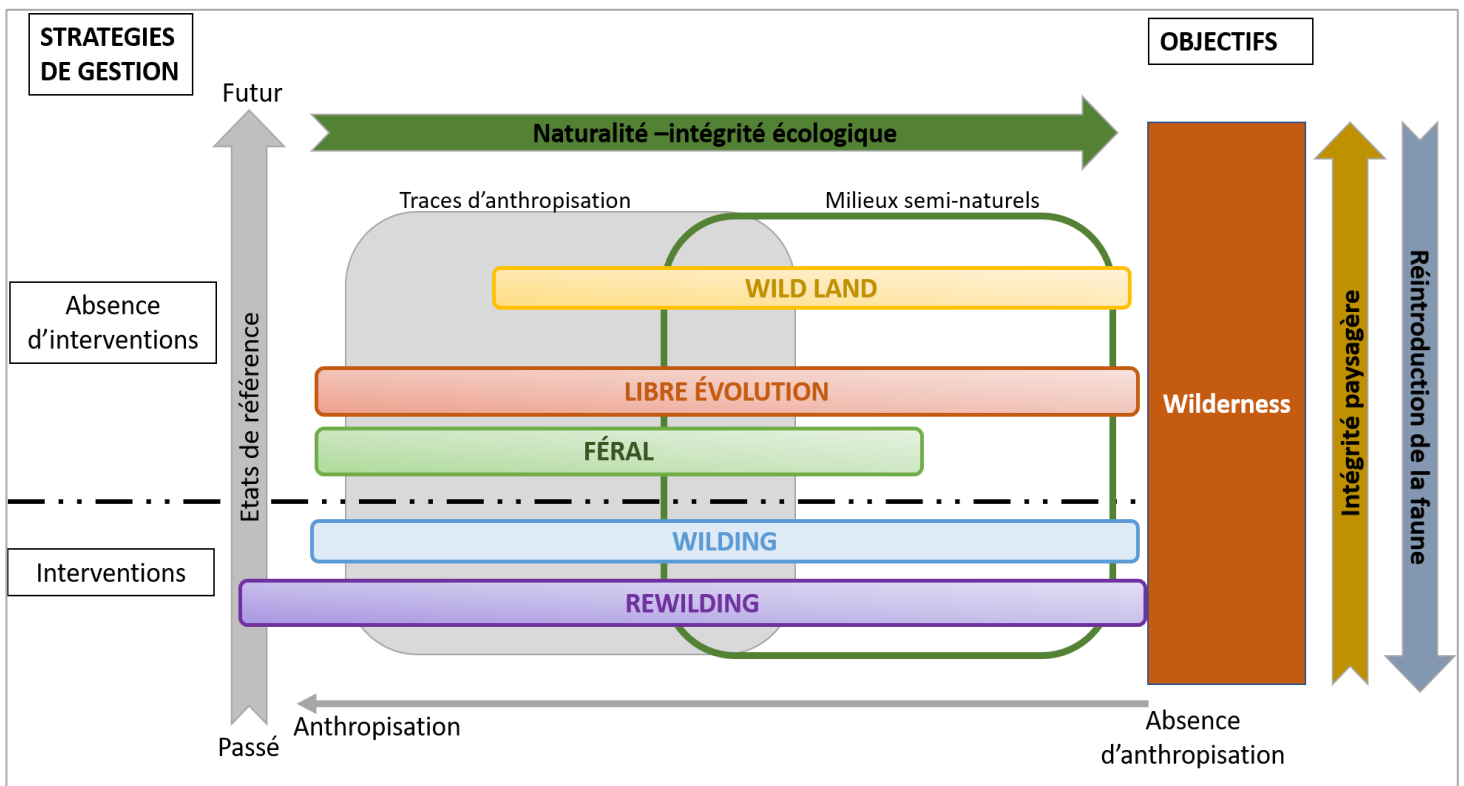 STRATEGIES
DE GESTION
OBJECTIFS
Futur
Naturalité –intégrité écologique
Traces d’anthropisation
Milieux semi-naturels
WILD LAND
Absence
d’interventions
LIBRE ÉVOLUTION
Wilderness
FÉRAL
Etats de référence
Intégrité paysagère
Réintroduction de la faune
WILDING
Interventions
REWILDING
Anthropisation
Passé
Absence
d’anthropisation